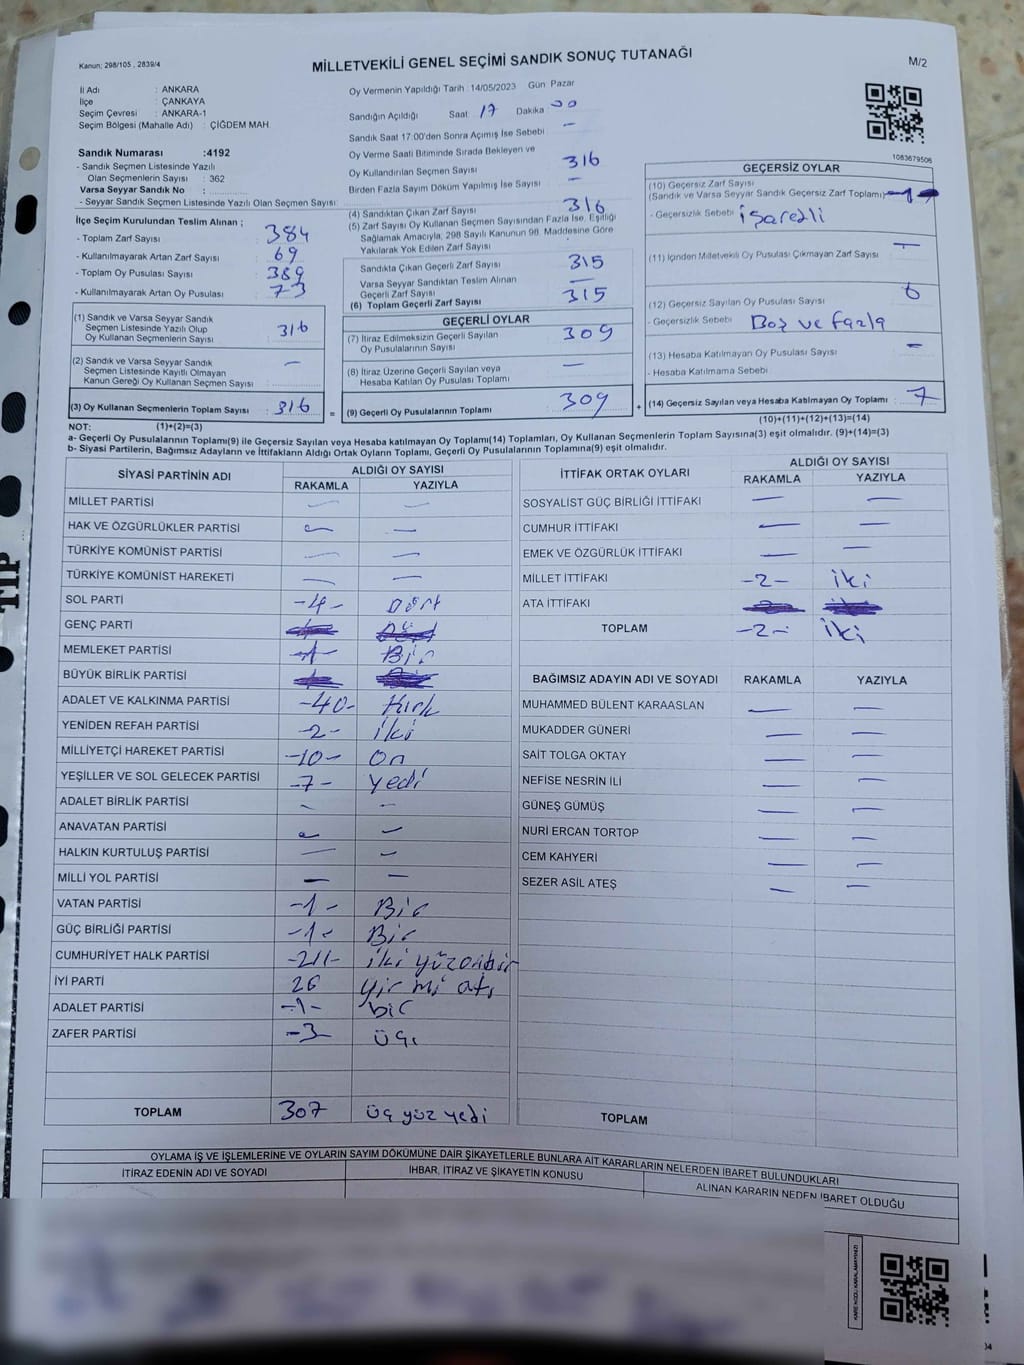 Kanun; 298/105 , 2839/4
MİLLETVEKİLİ GENEL SEÇİMİ SANDIK SONUÇ TUTANAĞI
M/2
İl Adı : ANKARA
İlçe : ÇANKAYA
Seçim Çevresi : ANKARA-1
Seçim Bölgesi (Mahalle Adı) : ÇİĞDEM MAH.
Sandık Numarası :4192
- Sandık Seçmen Listesinde Yazılı
Olan Seçmenlerin Sayısı : 362
Varsa Seyyar Sandık No :
- Seyyar Sandık Seçmen Listesinde Yazılı Olan Seçmen Sayısı
Oy Vermenin Yapıldığı Tarih :14/05/2023 Gün Pazar
Sandığın Açıldığı Saat 17 Dakika 00
Sandık Saat 17:00'den Sonra Açımış İse Sebebi –
Oy Verme Saati Bitiminde Sırada Bekleyen ve
Oy Kullandırılan Seçmen Sayısı 316
Birden Fazla Sayım Döküm Yapılmış İse Sayısı –
(4) Sandıktan Çıkan Zarf Sayısı 316
(5) Zarf Sayısı Oy Kullanan Seçmen Sayısından Fazla İse, Eşitliği
Sağlamak Amacıyla, 298 Sayılı Kanunun 98. Maddesine Göre
Yakılarak Yok Edilen Zarf Sayısı
1083679506
İlçe Seçim Kurulundan Teslim Alınan ;
- Toplam Zarf Sayısı : 384
- Kullanılmayarak Artan Zarf Sayısı : 69
- Toplam Oy Pusulası Sayısı : 389
- Kullanılmayarak Artan Oy Pusulası : 73
Sandıkta Çıkan Geçerli Zarf Sayısı 315
Varsa Seyyar Sandıktan Teslim Alınan
Geçerli Zarf Sayısı –
(6) Toplam Geçerli Zarf Sayısı 315
GEÇERSİZ OYLAR
(10) Geçersiz Zarf Sayısı
(Sandık ve Varsa Seyyar Sandık Geçersiz Zarf Toplamı) -1-
- Geçersizlik Sebebi işaretli
(11) İçinden Milletvekili Oy Pusulası Çıkmayan Zarf Sayısı –
(12) Geçersiz Sayılan Oy Pusulası Sayısı 6
- Geçersizlik Sebebi Boş ve fazla
(13) Hesaba Katılmayan Oy Pusulası Sayısı –
- Hesaba Katılmama Sebebi
(14) Geçersiz Sayılan veya Hesaba Katılmayan Oy Toplamı : 7
(1) Sandık ve Varsa Seyyar Sandık
Seçmen Listesinde Yazılı Olup
Oy Kullanan Seçmenlerin Sayısı : 316
(2) Sandık ve Varsa Seyyar Sandık
Seçmen Listesinde Kayıtlı Olmayan
Kanun Gereği Oy Kullanan Seçmen Sayısı : –
(3) Oy Kullanan Seçmenlerin Toplam Sayısı : 316 =
GEÇERLİ OYLAR
(7) İtiraz Edilmeksizin Geçerli Sayılan
Oy Pusulalarının Sayısı 309
(8) İtiraz Üzerine Geçerli Sayılan veya
Hesaba Katılan Oy Pusulası Toplamı –
(9) Geçerli Oy Pusulalarının Toplamı 309 +
NOT: (1)+(2)=(3)
(10)+(11)+(12)+(13)=(14)
a- Geçerli Oy Pusulalarının Toplamı(9) ile Geçersiz Sayılan veya Hesaba katılmayan Oy Toplamı(14) Toplamları, Oy Kullanan Seçmenlerin Toplam Sayısına(3) eşit olmalıdır. (9)+(14)=(3)
b- Siyasi Partilerin, Bağımsız Adayların ve İttifakların Aldığı Ortak Oyların Toplamı, Geçerli Oy Pusulalarının Toplamına(9) eşit olmalıdır.
SİYASİ PARTİNİN ADI ALDIĞI OY SAYISI
RAKAMLA YAZIYLA
MİLLET PARTİSİ – –
HAK VE ÖZGÜRLÜKLER PARTİSİ – –
TÜRKİYE KOMÜNİST PARTİSİ – –
TÜRKİYE KOMÜNİST HAREKETİ – –
SOL PARTİ -4- Dört
GENÇ PARTİ
MEMLEKET PARTİSİ -1- Bir
BÜYÜK BİRLİK PARTİSİ
ADALET VE KALKINMA PARTİSİ -40- Kırk
YENİDEN REFAH PARTİSİ -2- iki
MİLLİYETÇİ HAREKET PARTİSİ -10- On
YEŞİLLER VE SOL GELECEK PARTİSİ -7- yedi
ADALET BİRLİK PARTİSİ – –
ANAVATAN PARTİSİ – –
HALKIN KURTULUŞ PARTİSİ – –
MİLLİ YOL PARTİSİ – –
VATAN PARTİSİ -1- Bir
GÜÇ BİRLİĞİ PARTİSİ -1- Bir
CUMHURİYET HALK PARTİSİ -211- iki yüzonbir
İYİ PARTİ 26 yirmi altı
ADALET PARTİSİ -1- bir
ZAFER PARTİSİ -3- üç
TOPLAM 307 üç yüz yedi
İTTİFAK ORTAK OYLARI ALDIĞI OY SAYISI
RAKAMLA YAZIYLA
SOSYALİST GÜÇ BİRLİĞİ İTTİFAKI – –
CUMHUR İTTİFAKI – –
EMEK VE ÖZGÜRLÜK İTTİFAKI – –
MİLLET İTTİFAKI -2- iki
ATA İTTİFAKI
TOPLAM -2- iki
BAĞIMSIZ ADAYIN ADI VE SOYADI RAKAMLA YAZIYLA
MUHAMMED BÜLENT KARAASLAN – –
MUKADDER GÜNERİ – –
SAİT TOLGA OKTAY – –
NEFİSE NESRİN İLİ – –
GÜNEŞ GÜMÜŞ – –
NURİ ERCAN TORTOP – –
CEM KAHYERİ – –
SEZER ASİL ATEŞ – –
TOPLAM
OYLAMA İŞ VE İŞLEMLERİNE VE OYLARIN SAYIM DÖKÜMÜNE DAİR ŞİKAYETLERLE BUNLARA AİT KARARLARIN NELERDEN İBARET BULUNDUKLARI
İTİRAZ EDENİN ADI VE SOYADI İHBAR, İTİRAZ VE ŞİKAYETİN KONUSU ALINAN KARARIN NEDEN İBARET OLDUĞU
KARE KODU KARALAMAYINIZ!
TİP